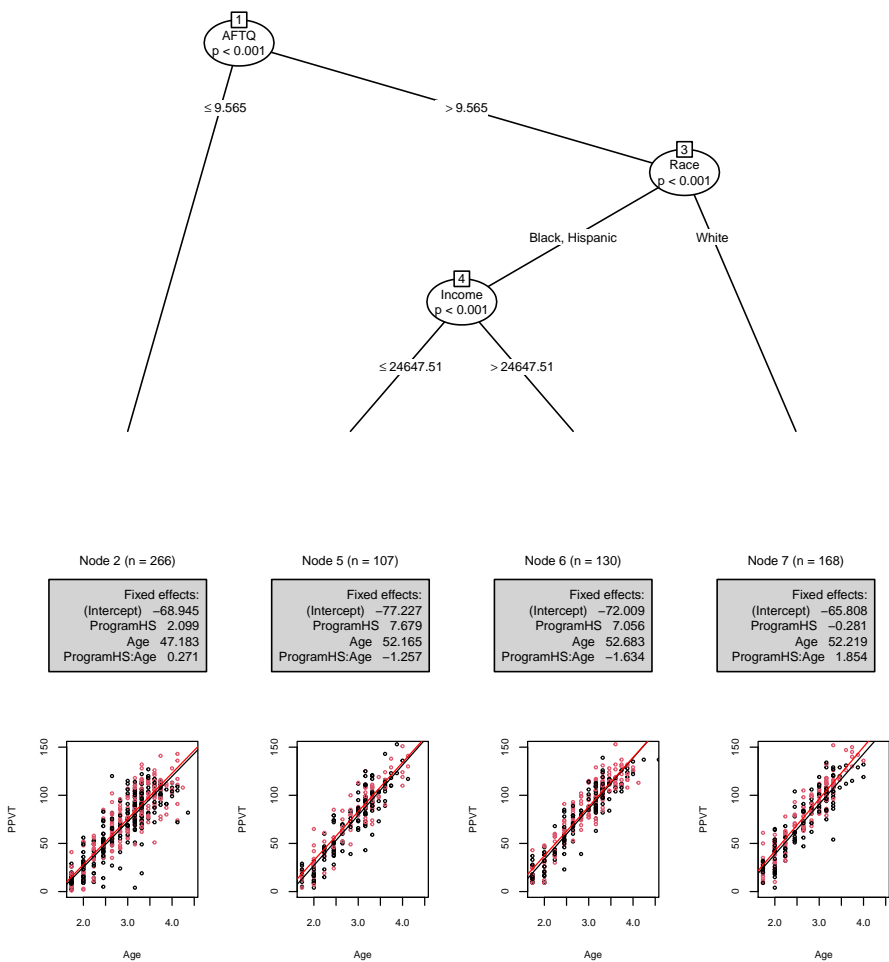 1
AFTQ
p < 0.001
≤ 9.565
> 9.565
3
Race
p < 0.001
Black, Hispanic
White
4
Income
p < 0.001
≤ 24647.51
> 24647.51
Node 2 (n = 266)
Fixed effects:
(Intercept) −68.945
ProgramHS 2.099
Age 47.183
ProgramHS:Age 0.271
Node 5 (n = 107)
Fixed effects:
(Intercept) −77.227
ProgramHS 7.679
Age 52.165
ProgramHS:Age −1.257
Node 6 (n = 130)
Fixed effects:
(Intercept) −72.009
ProgramHS 7.056
Age 52.683
ProgramHS:Age −1.634
Node 7 (n = 168)
Fixed effects:
(Intercept) −65.808
ProgramHS −0.281
Age 52.219
ProgramHS:Age 1.854
PPVT
150
100
50
0
2.0 3.0 4.0
Age
PPVT
150
100
50
0
2.0 3.0 4.0
Age
PPVT
150
100
50
0
2.0 3.0 4.0
Age
PPVT
150
100
50
0
2.0 3.0 4.0
Age